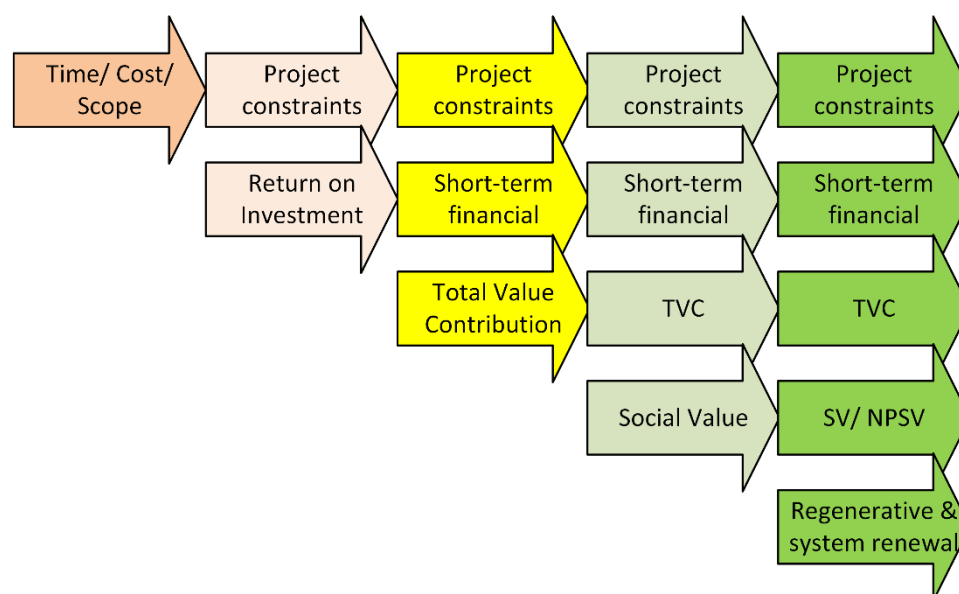 Time/ Cost/
Scope
Project
constraints
Project
constraints
Project
constraints
Project
constraints
Return on
Investment
Short-term
financial
Short-term
financial
Short-term
financial
Total Value
Contribution
TVC
TVC
Social Value
SV/ NPSV
Regenerative &
system renewal